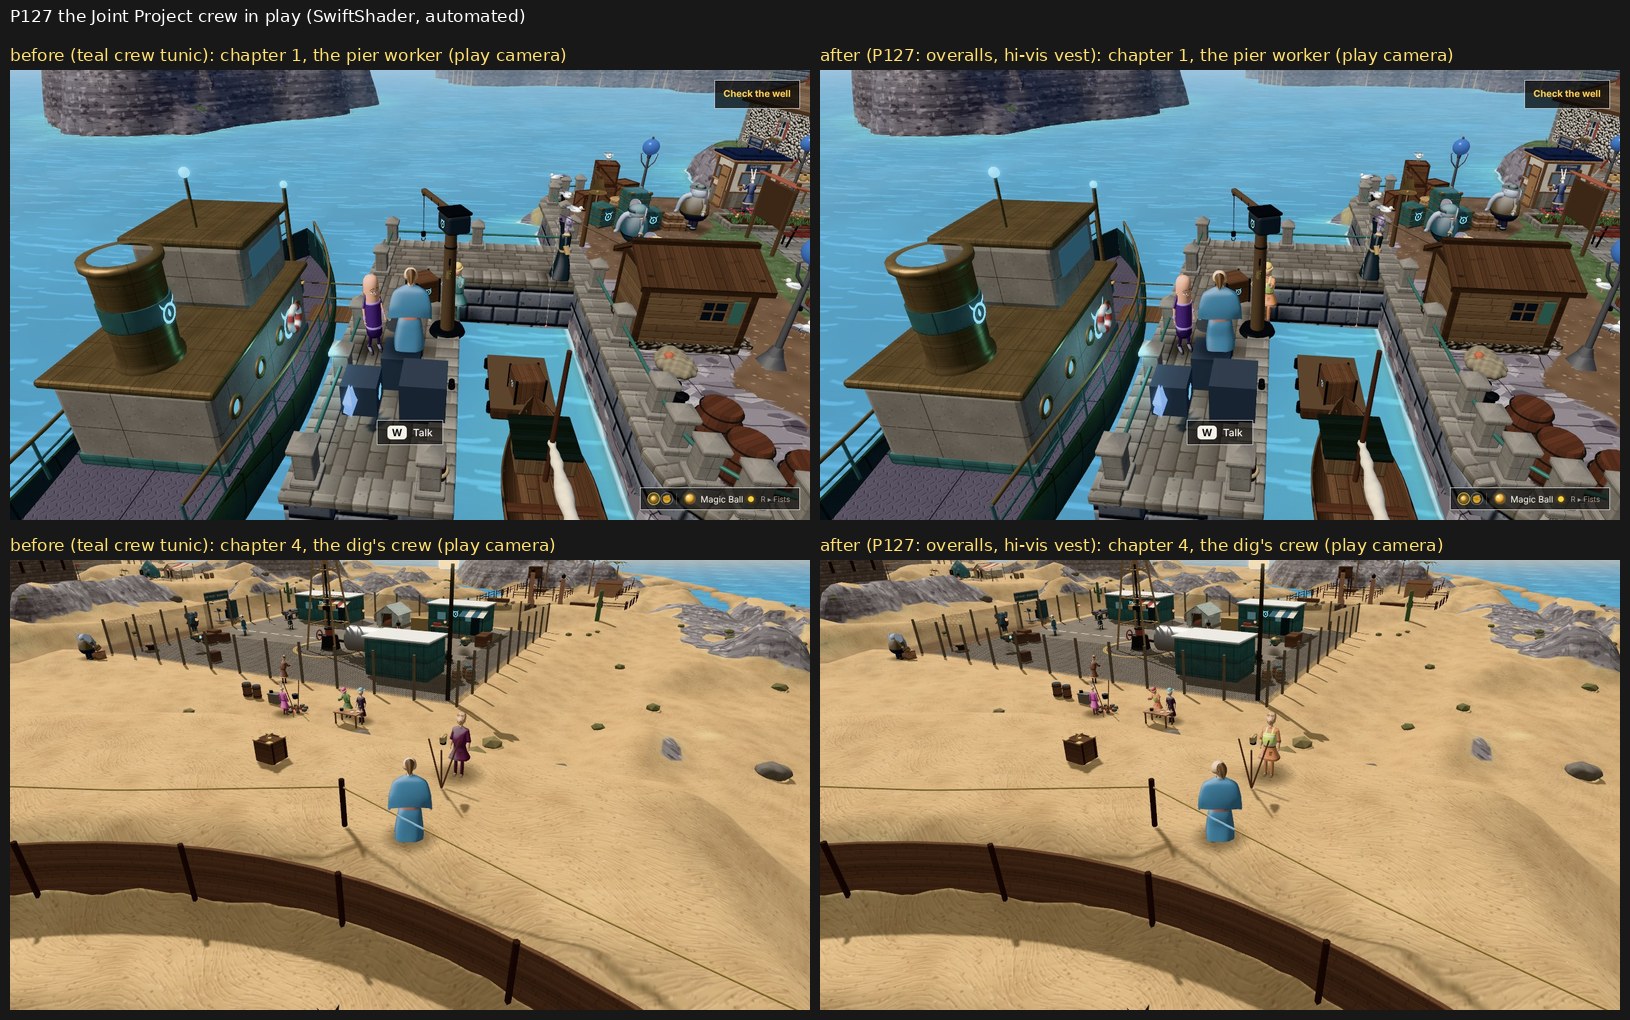 P127 the Joint Project crew in play (SwiftShader, automated)
before (teal crew tunic): chapter 1, the pier worker (play camera)
after (P127: overalls, hi-vis vest): chapter 1, the pier worker (play camera)
Check the well
Check the well
W Talk
W Talk
Magic Ball R ▸ Fists
Magic Ball R ▸ Fists
before (teal crew tunic): chapter 4, the dig's crew (play camera)
after (P127: overalls, hi-vis vest): chapter 4, the dig's crew (play camera)